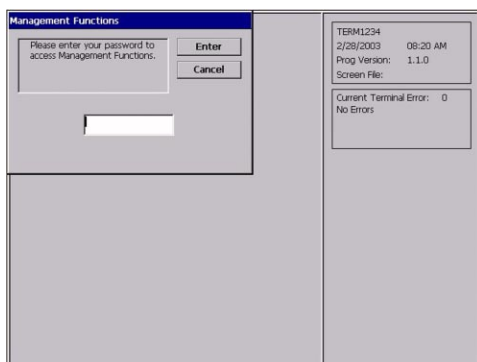 Management Functions
Please enter your password to
access Management Functions.
Enter
Cancel
TERM1234
2/28/2003 08:20 AM
Prog Version: 1.1.0
Screen File:
Current Terminal Error: 0
No Errors